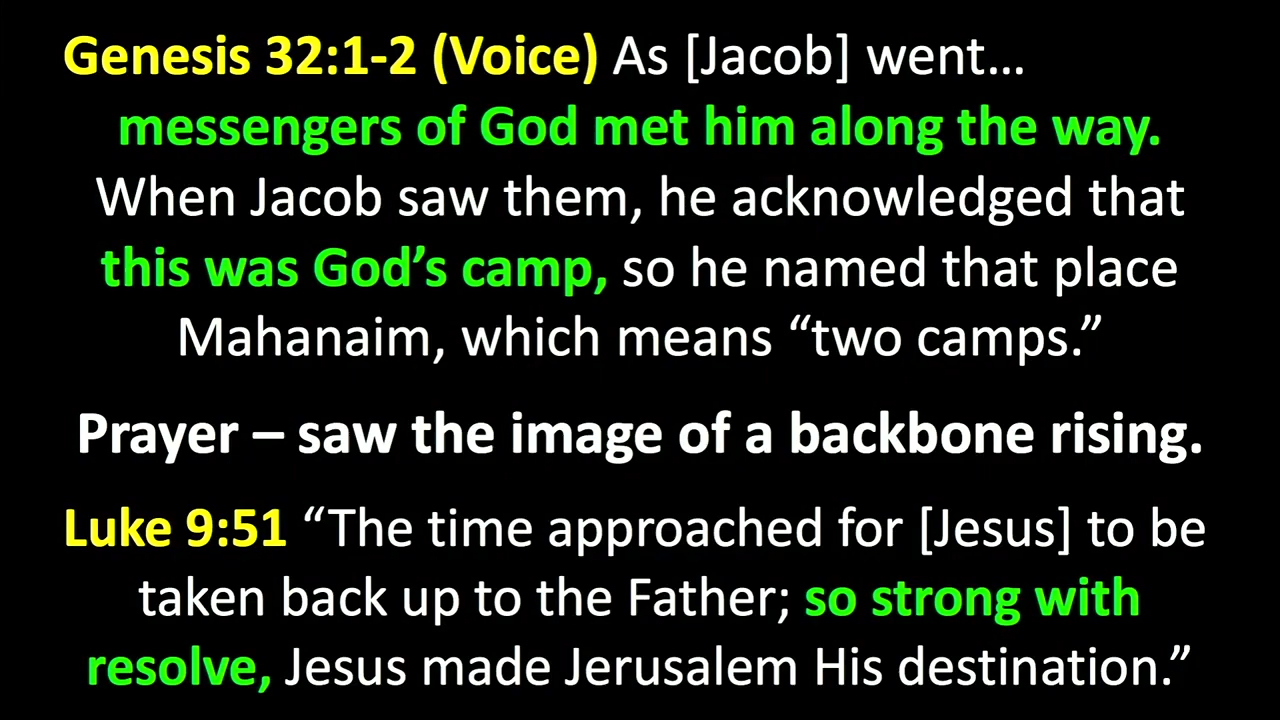 Genesis 32:1-2 (Voice) As [Jacob] went…
messengers of God met him along the way.
When Jacob saw them, he acknowledged that
this was God’s camp, so he named that place
Mahanaim, which means “two camps.”
Prayer – saw the image of a backbone rising.
Luke 9:51 “The time approached for [Jesus] to be
taken back up to the Father; so strong with
resolve, Jesus made Jerusalem His destination.”